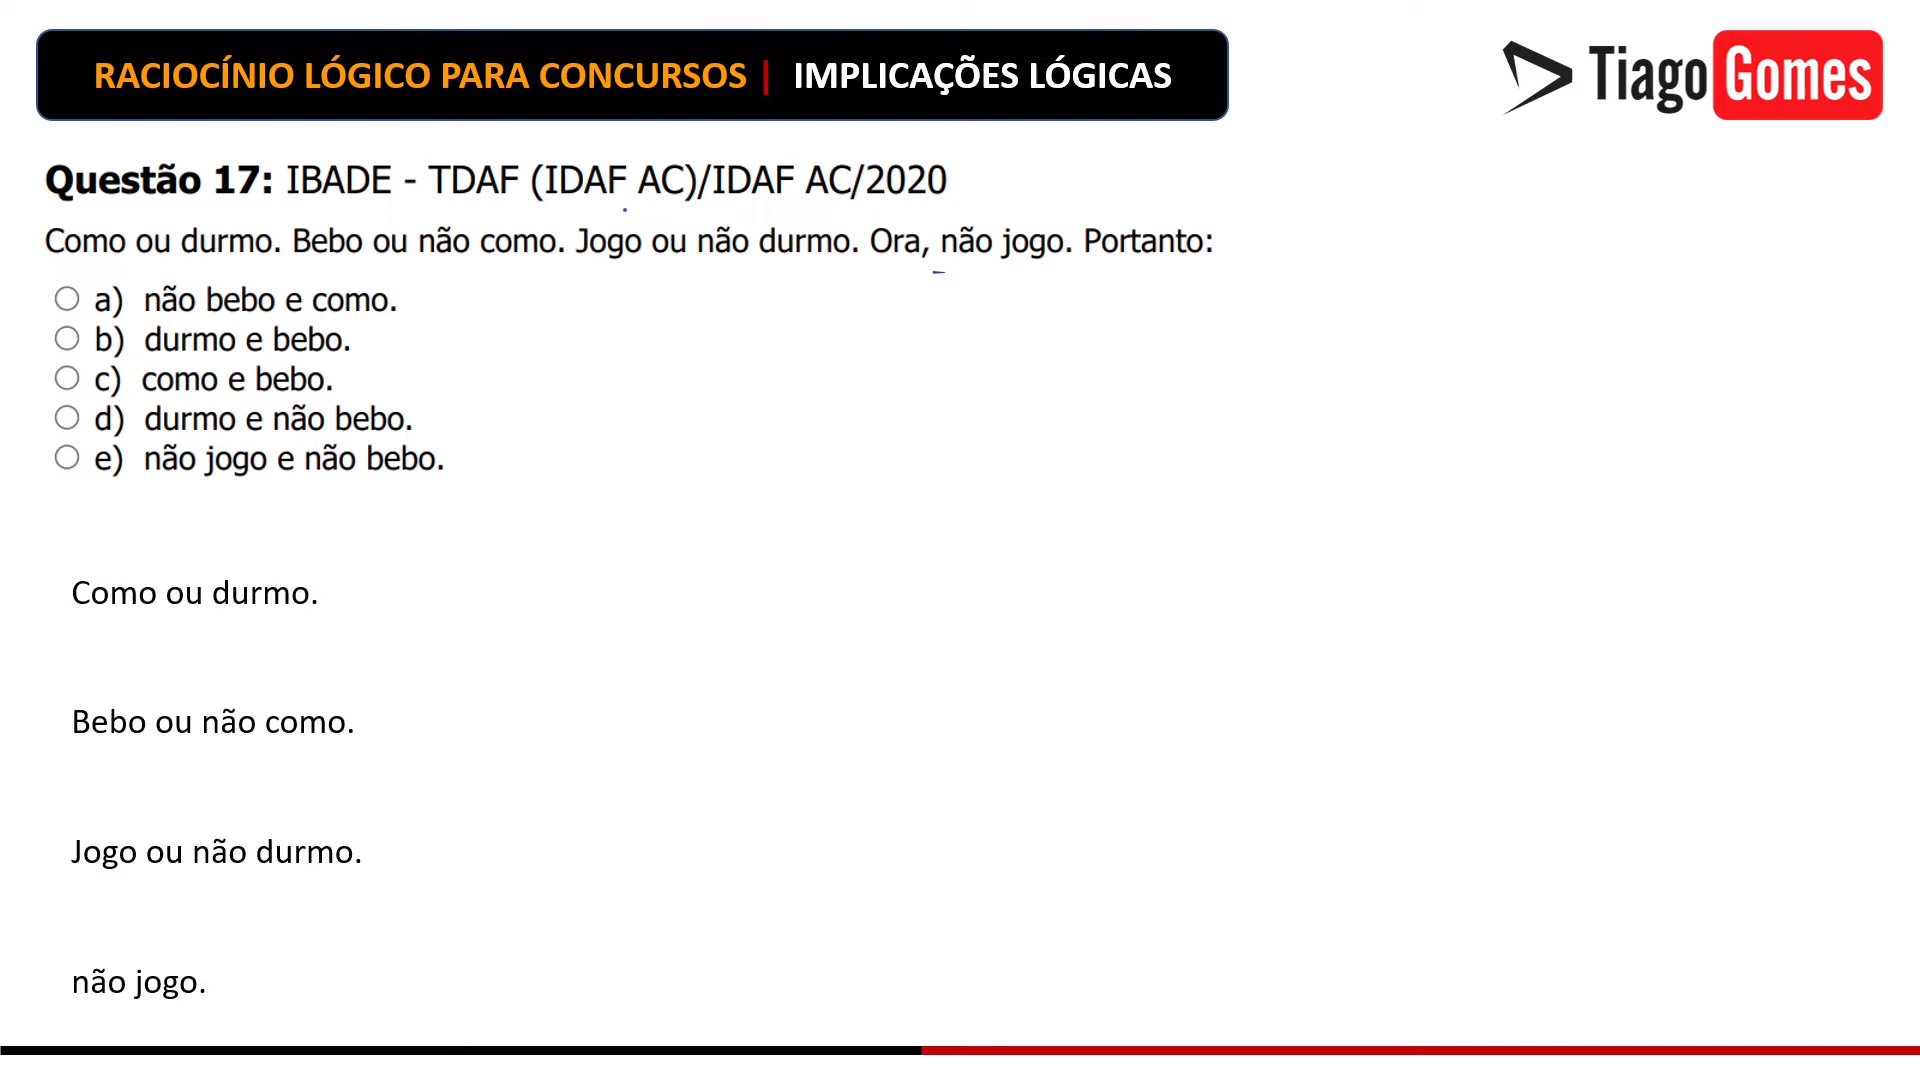 RACIOCÍNIO LÓGICO PARA CONCURSOS | IMPLICAÇÕES LÓGICAS
Tiago Gomes
Questão 17: IBADE - TDAF (IDAF AC)/IDAF AC/2020
Como ou durmo. Bebo ou não como. Jogo ou não durmo. Ora, não jogo. Portanto:
a) não bebo e como.
b) durmo e bebo.
c) como e bebo.
d) durmo e não bebo.
e) não jogo e não bebo.
Como ou durmo.
Bebo ou não como.
Jogo ou não durmo.
não jogo.